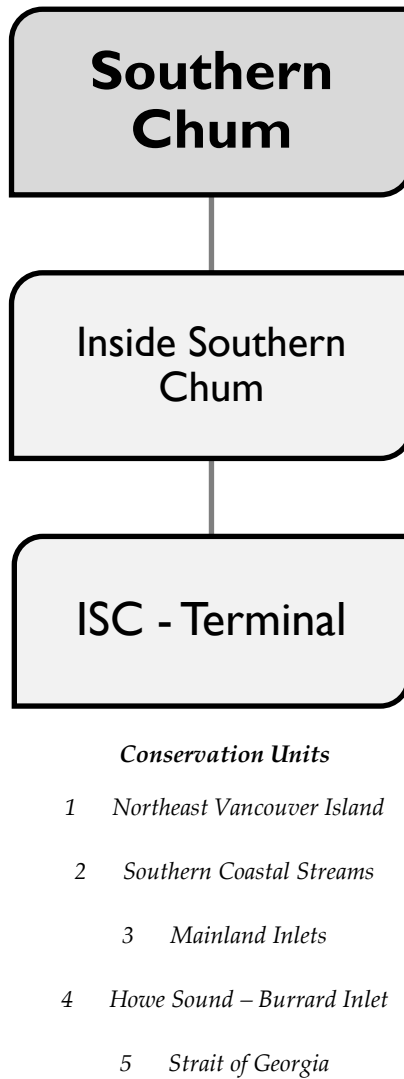 Southern
Chum
Inside Southern
Chum
ISC - Terminal
Conservation Units
1 Northeast Vancouver Island
2 Southern Coastal Streams
3 Mainland Inlets
4 Howe Sound – Burrard Inlet
5 Strait of Georgia